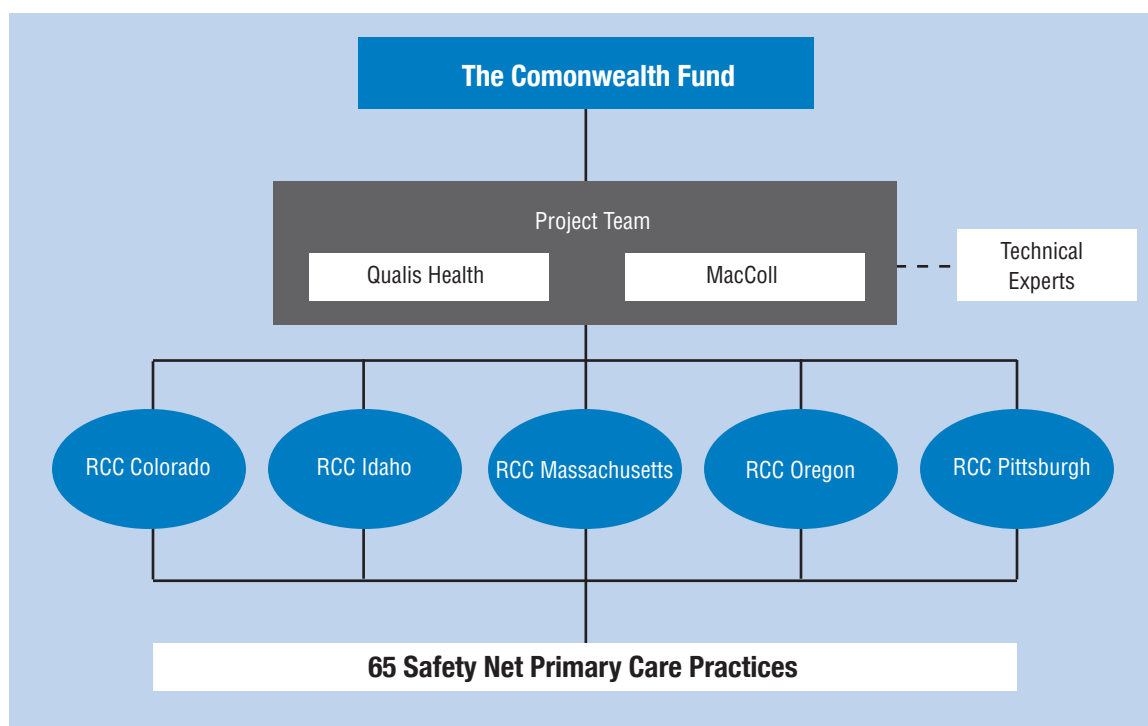 The Comonwealth Fund
Project Team
Qualis Health
MacColl
Technical
Experts
RCC Colorado
RCC Idaho
RCC Massachusetts
RCC Oregon
RCC Pittsburgh
65 Safety Net Primary Care Practices